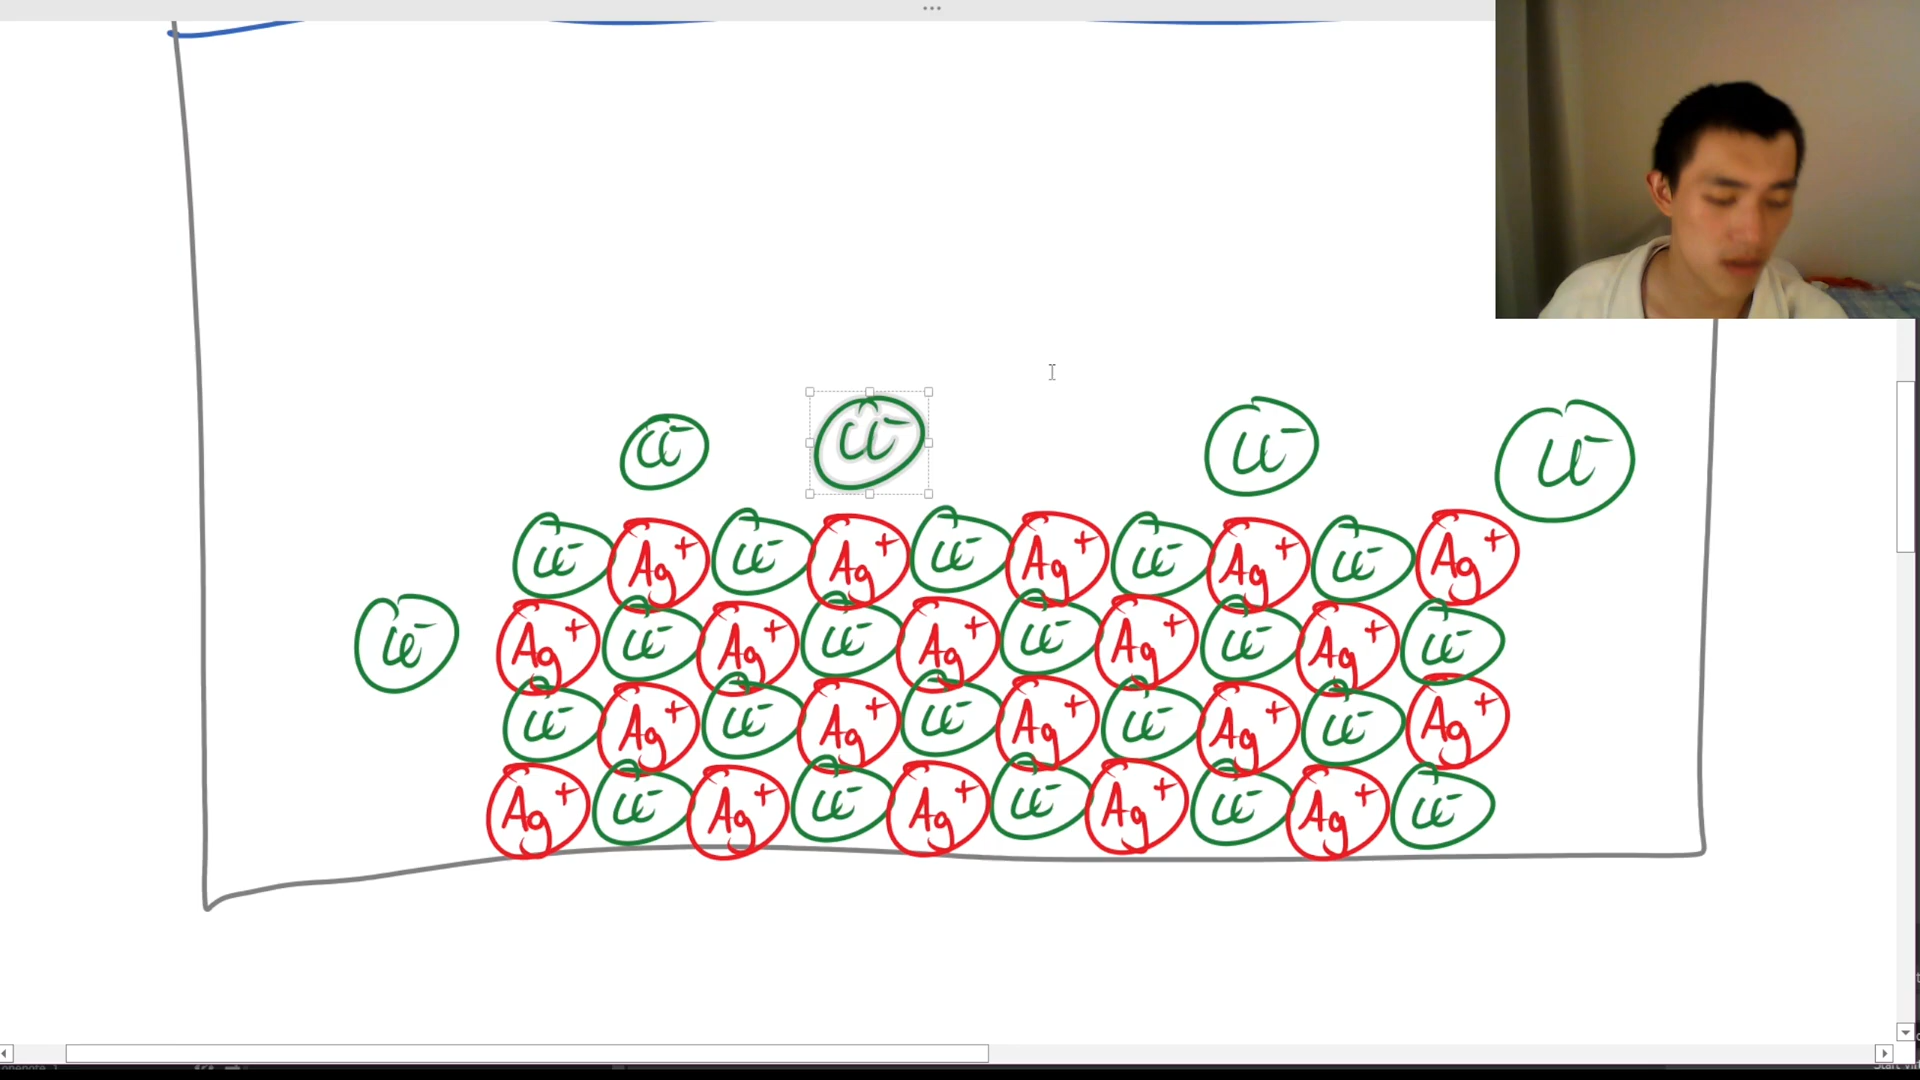 Cl⁻ Cl⁻ Cl⁻ Cl⁻
Cl⁻ Ag⁺ Cl⁻ Ag⁺ Cl⁻ Ag⁺ Cl⁻ Ag⁺ Cl⁻ Ag⁺
Cl⁻ Ag⁺ Cl⁻ Ag⁺ Cl⁻ Ag⁺ Cl⁻ Ag⁺ Cl⁻ Ag⁺ Cl⁻
Cl⁻ Ag⁺ Cl⁻ Ag⁺ Cl⁻ Ag⁺ Cl⁻ Ag⁺ Cl⁻ Ag⁺
Ag⁺ Cl⁻ Ag⁺ Cl⁻ Ag⁺ Cl⁻ Ag⁺ Cl⁻ Ag⁺ Cl⁻